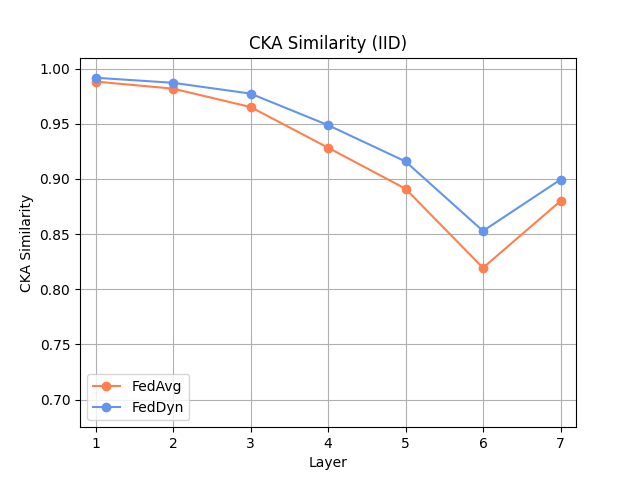 CKA Similarity (IID)
CKA Similarity
1.00
0.95
0.90
0.85
0.80
0.75
0.70
FedAvg
FedDyn
1 2 3 4 5 6 7
Layer